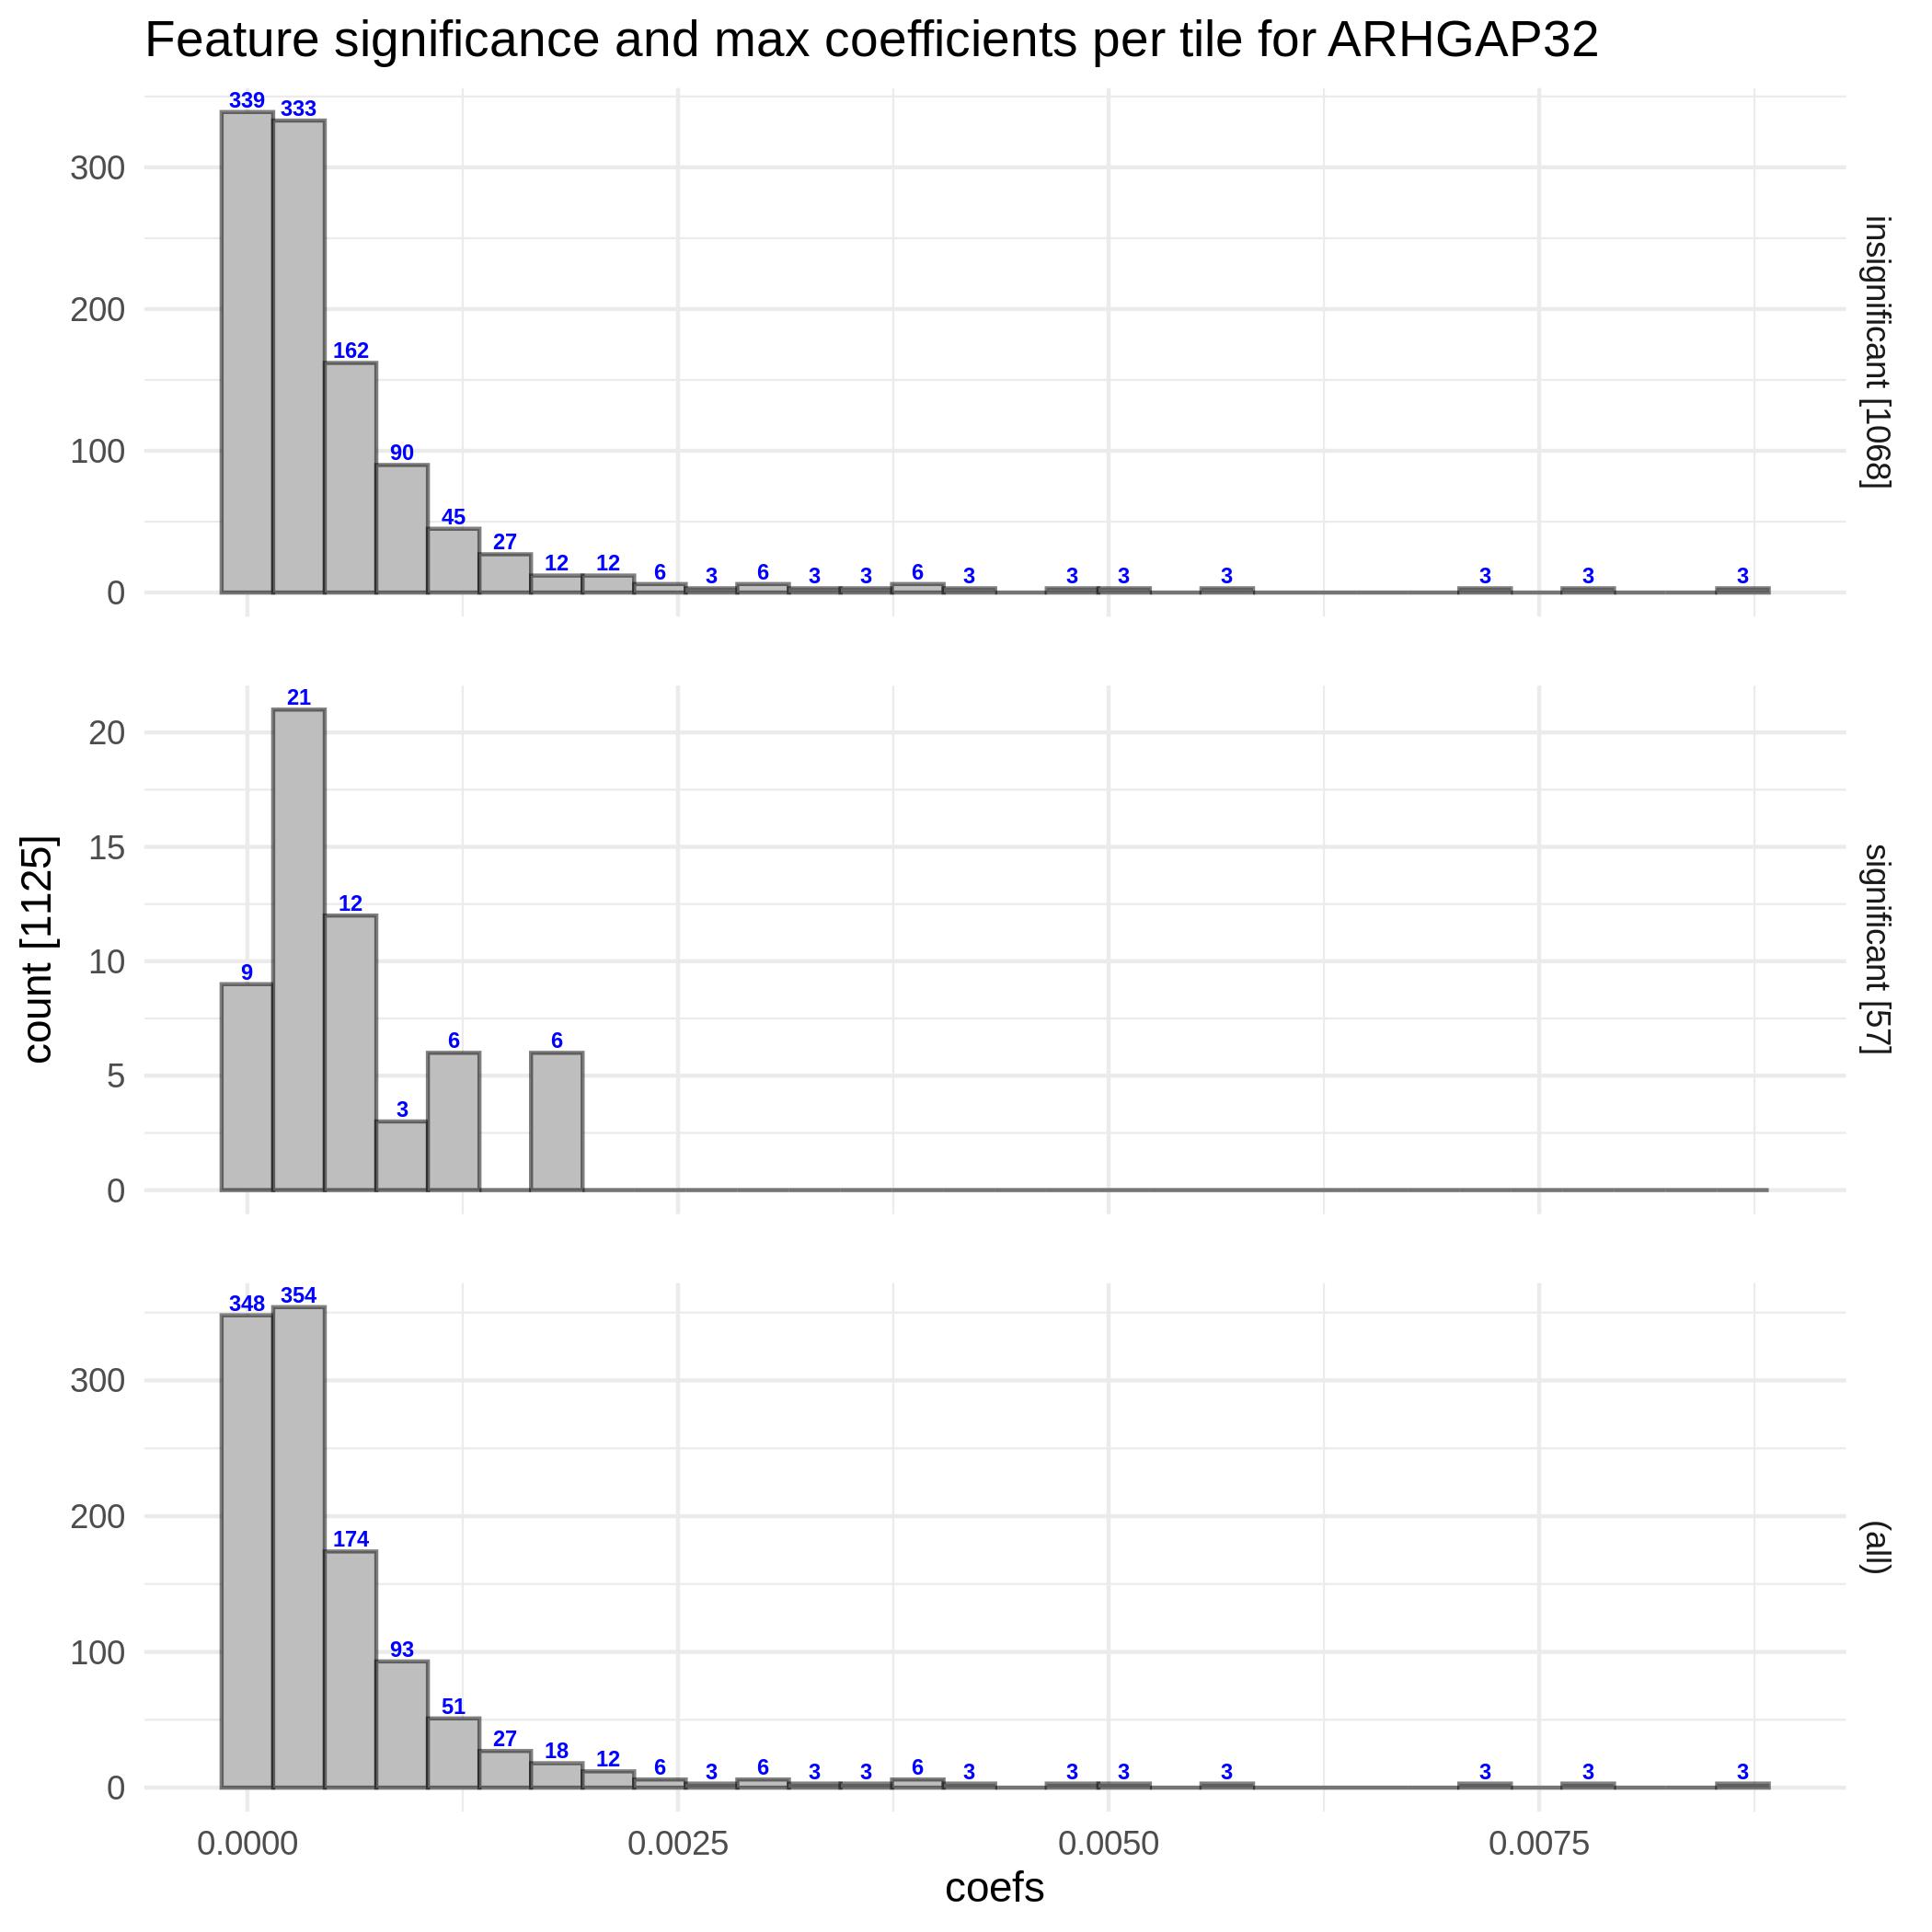 Feature significance and max coefficients per tile for ARHGAP32
339 333 162 90 45 27 12 12 6 3 6 3 3 6 3 3 3 3 3 3 3
300
200
100
0
insignificant [1068]
21 12 9 3 6 6
20
15
10
5
0
significant [57]
count [1125]
348 354 174 93 51 27 18 12 6 3 6 3 3 6 3 3 3 3 3 3 3
300
200
100
0
(all)
0.0000 0.0025 0.0050 0.0075
coefs